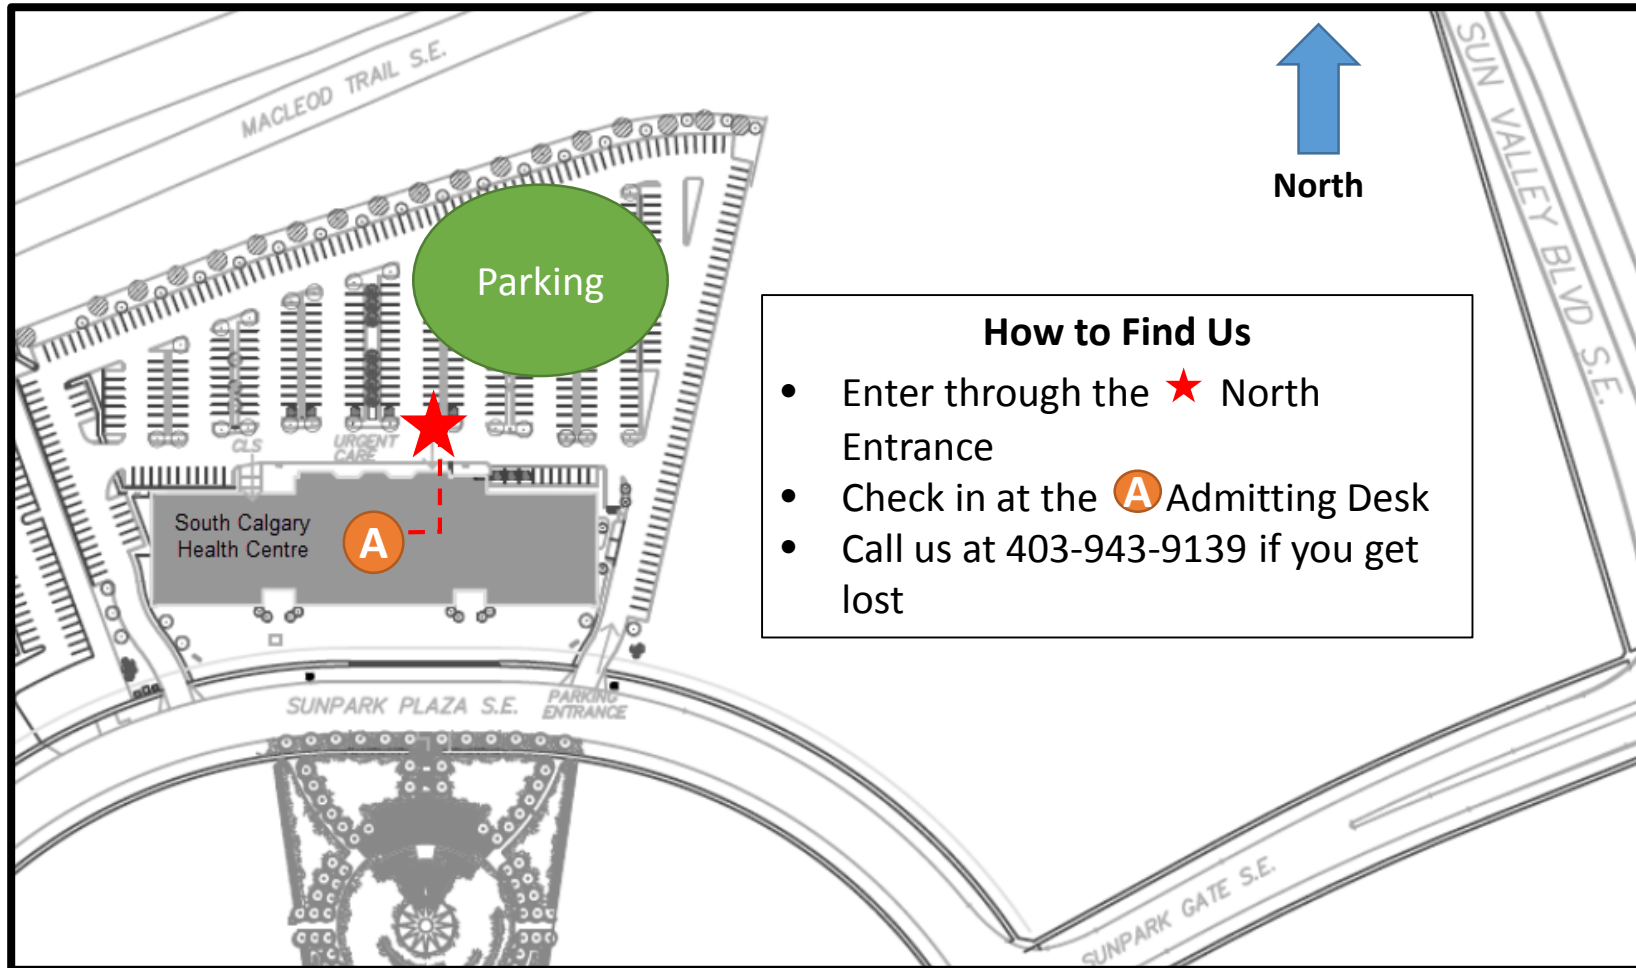 MACLEOD TRAIL S.E.
SUN VALLEY BLVD S.E.
North
Parking
How to Find Us
• Enter through the ★ North
Entrance
• Check in at the A Admitting Desk
• Call us at 403-943-9139 if you get
lost
CLS
URGENT
CARE
South Calgary
Health Centre
A
SUNPARK PLAZA S.E.
PARKING
ENTRANCE
SUNPARK GATE S.E.